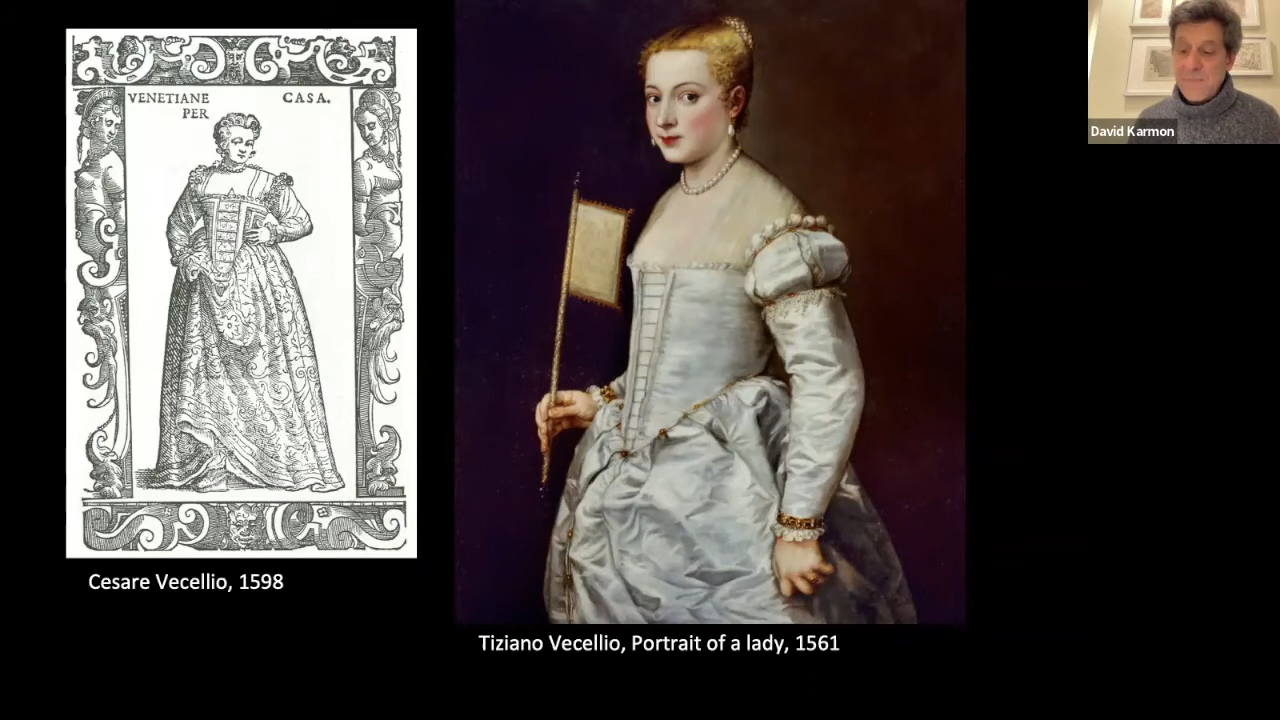 VENETIANE CASA.
PER
Cesare Vecellio, 1598
Tiziano Vecellio, Portrait of a lady, 1561
David Karmon